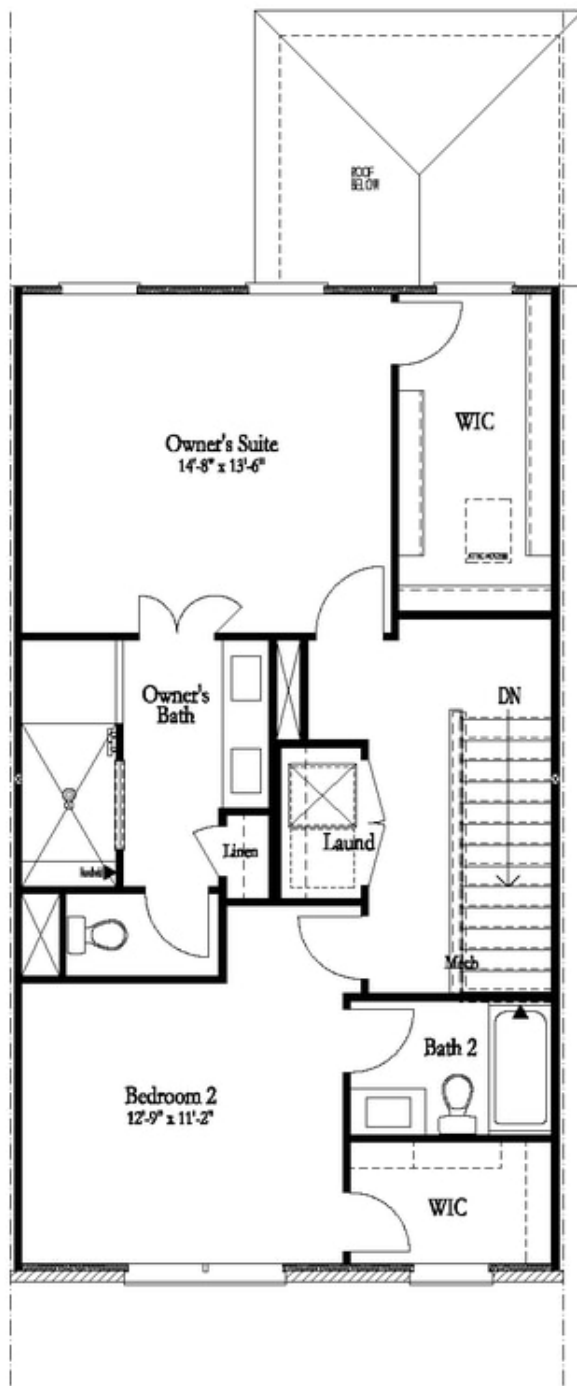 ROOF
BELOW
WIC
Owner's Suite
14'-8" x 13'-6"
Owner's
Bath
DN
Laund
Linen
Mech
Bath 2
Bedroom 2
12'-9" x 11'-2"
WIC